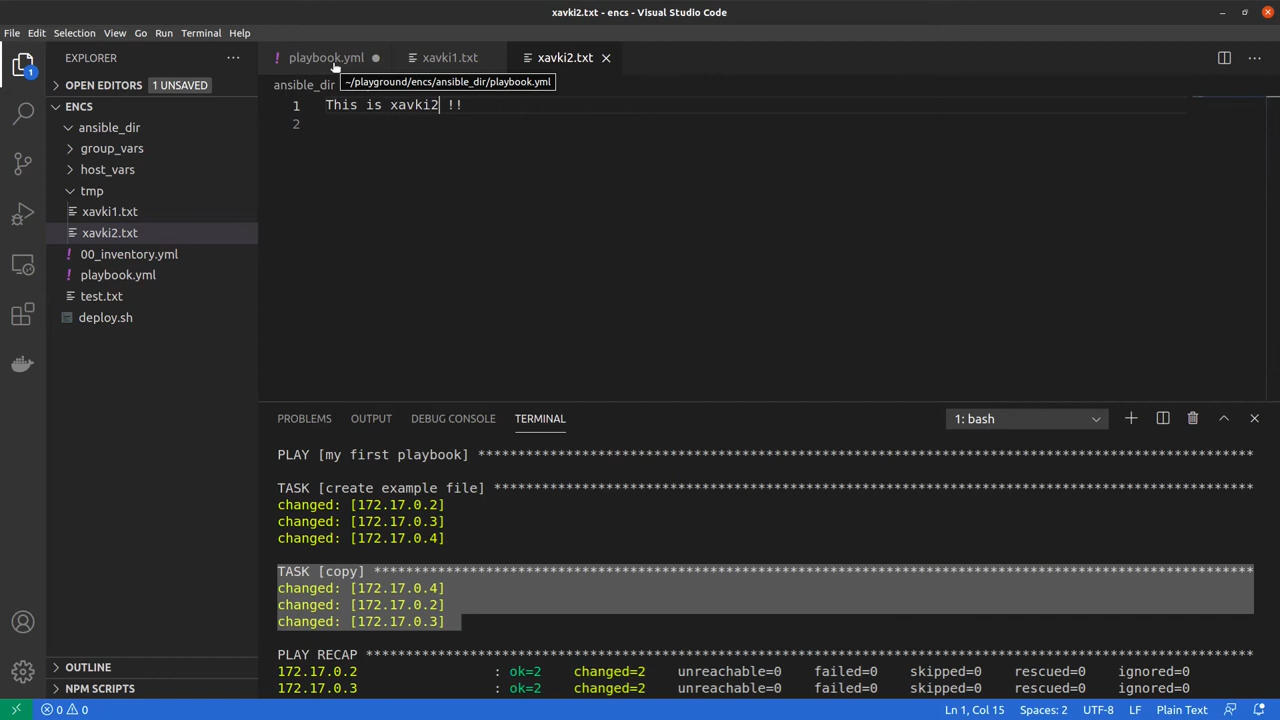 xavki2.txt - encs - Visual Studio Code
File Edit Selection View Go Run Terminal Help
EXPLORER
playbook.yml xavki1.txt xavki2.txt
~/playground/encs/ansible_dir/playbook.yml
OPEN EDITORS 1 UNSAVED
ansible_dir
1
ENCS
1 This is xavki2 !!
2
ansible_dir
group_vars
host_vars
tmp
xavki1.txt
xavki2.txt
00_inventory.yml
playbook.yml
test.txt
deploy.sh
PROBLEMS OUTPUT DEBUG CONSOLE TERMINAL 1: bash
PLAY [my first playbook] *****************************************************************************************
TASK [create example file] ***************************************************************************************
changed: [172.17.0.2]
changed: [172.17.0.3]
changed: [172.17.0.4]
TASK [copy] ******************************************************************************************************
changed: [172.17.0.4]
changed: [172.17.0.2]
changed: [172.17.0.3]
PLAY RECAP *******************************************************************************************************
172.17.0.2 : ok=2 changed=2 unreachable=0 failed=0 skipped=0 rescued=0 ignored=0
172.17.0.3 : ok=2 changed=2 unreachable=0 failed=0 skipped=0 rescued=0 ignored=0
OUTLINE
NPM SCRIPTS
0 0 Ln 1, Col 15 Spaces: 2 UTF-8 LF Plain Text